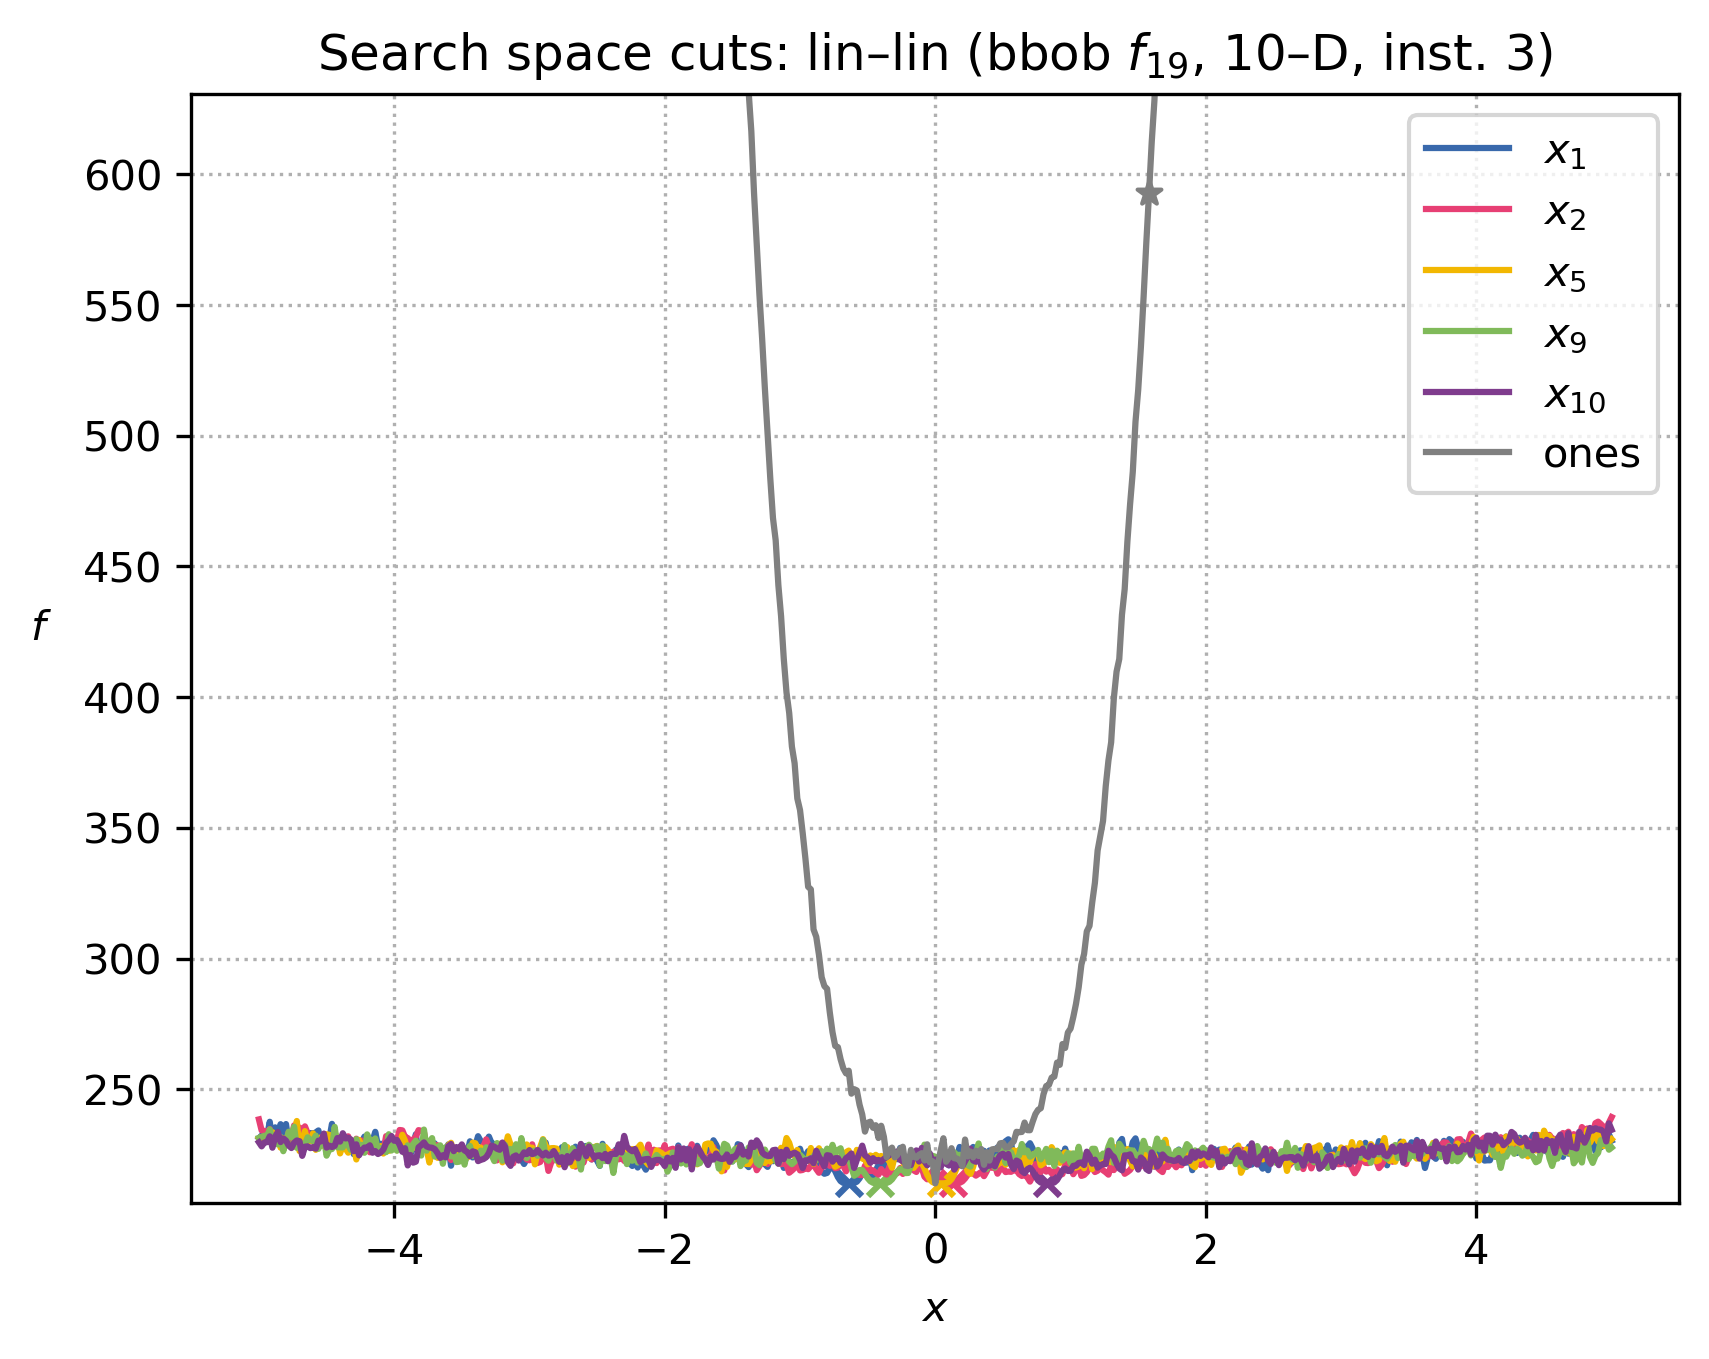 Search space cuts: lin–lin (bbob f₁₉, 10–D, inst. 3)
600
550
500
450
400
350
300
250
f
−4
−2
0
2
4
x
x₁
x₂
x₅
x₉
x₁₀
ones